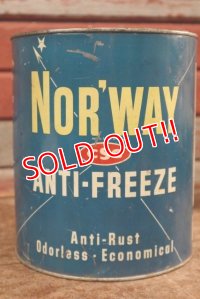 NOR'WAY
SOLD OUT!!
ANTI-FREEZE
Anti-Rust
Odorless - Economical